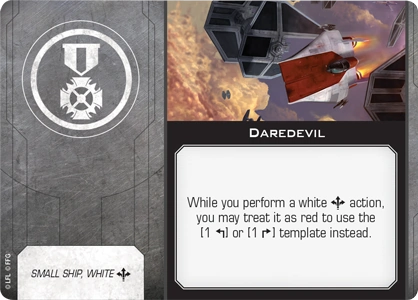 DAREDEVIL
While you perform a white action,
you may treat it as red to use the
[1 ↰] or [1 ↱] template instead.
SMALL SHIP, WHITE
© LFL © FFG